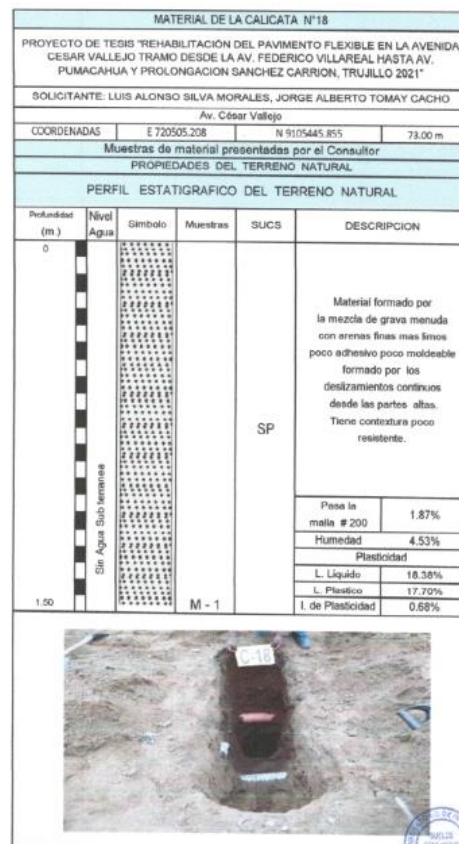 MATERIAL DE LA CALICATA N°18
PROYECTO DE TESIS "REHABILITACIÓN DEL PAVIMENTO FLEXIBLE EN LA AVENIDA
CESAR VALLEJO TRAMO DESDE LA AV. FEDERICO VILLAREAL HASTA AV.
PUMACAHUA Y PROLONGACION SANCHEZ CARRION, TRUJILLO 2021"
SOLICITANTE: LUIS ALONSO SILVA MORALES, JORGE ALBERTO TOMAY CACHO
Av. César Vallejo
COORDENADAS E 720505.208 N 9105445.855 73.00 m
Muestras de material presentadas por el Consultor
PROPIEDADES DEL TERRENO NATURAL
PERFIL ESTATIGRAFICO DEL TERRENO NATURAL
Profundidad (m.) Nivel Agua Simbolo Muestras SUCS DESCRIPCION
0
Sin Agua Subterranea
1.50
M - 1
SP
Material formado por
la mezcla de grava menuda
con arenas finas mas limos
poco adhesivo poco moldeable
formado por los
deslizamientos continuos
desde las partes altas.
Tiene contextura poco
resistente.
Pasa la malla # 200 1.87%
Humedad 4.53%
Plasticidad
L. Liquido 18.38%
L. Plastico 17.70%
I. de Plasticidad 0.68%
C-18
SUELOS